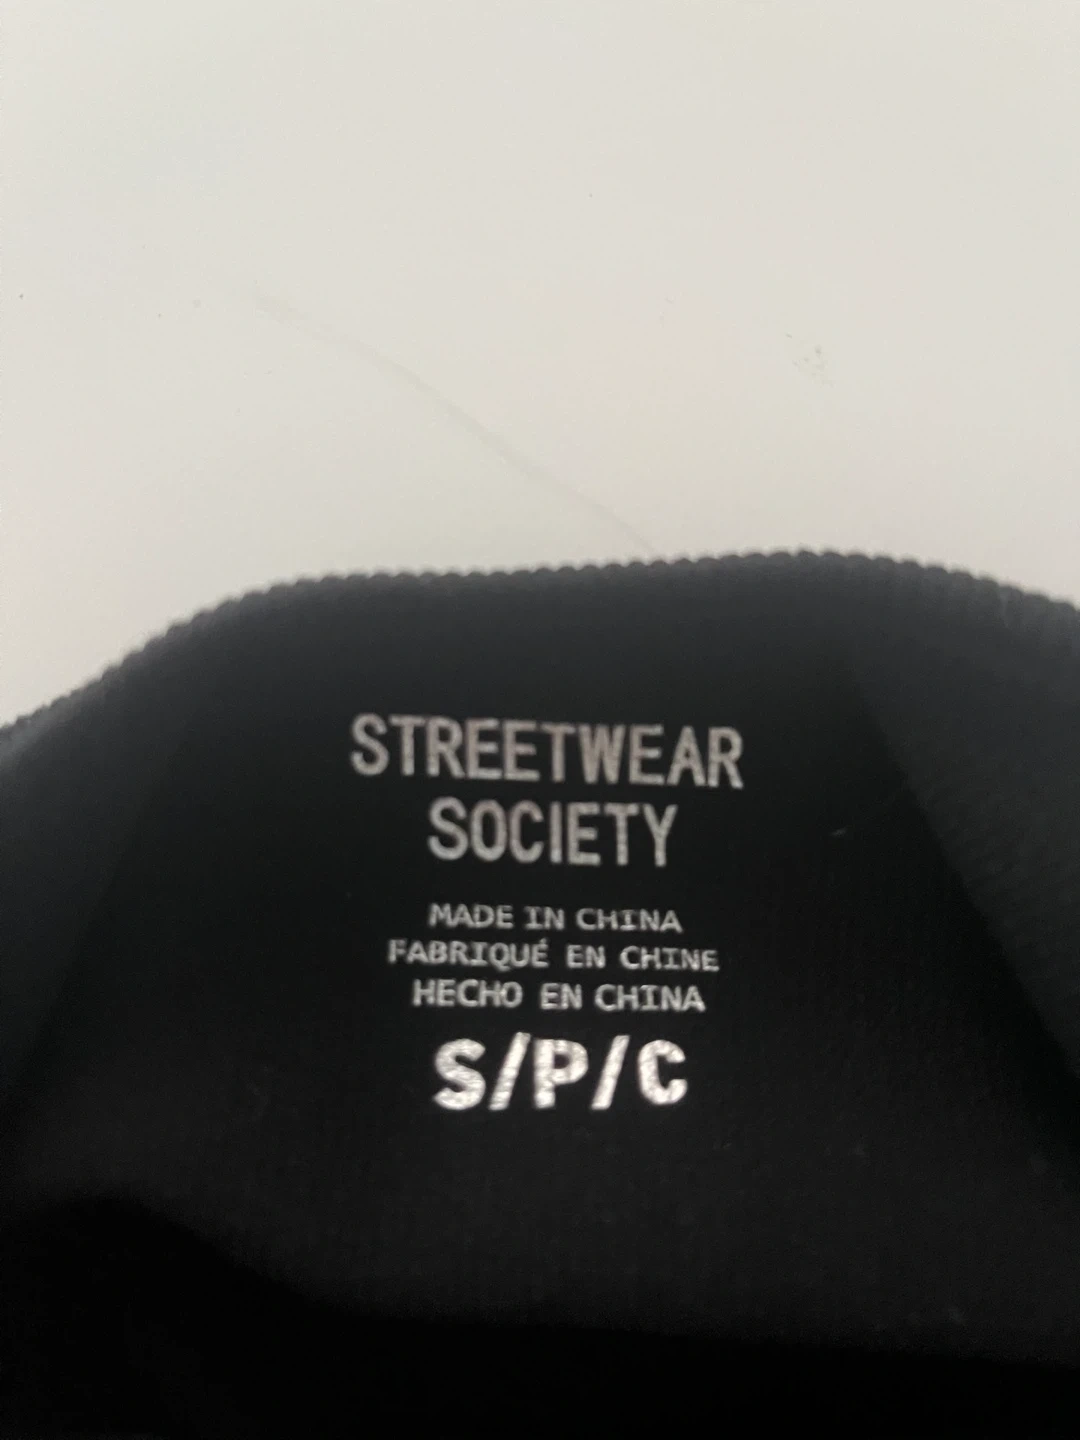 STREETWEAR
SOCIETY
MADE IN CHINA
FABRIQUÉ EN CHINE
HECHO EN CHINA
S/P/C